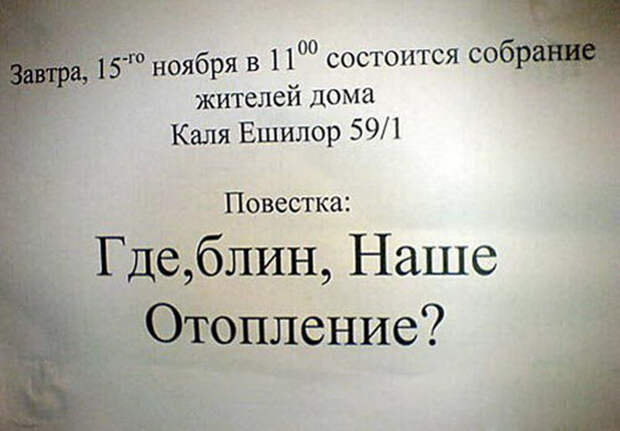 Завтра, 15-го ноября в 11⁰⁰ состоится собрание
жителей дома
Каля Ешилор 59/1
Повестка:
Где,блин, Наше
Отопление?